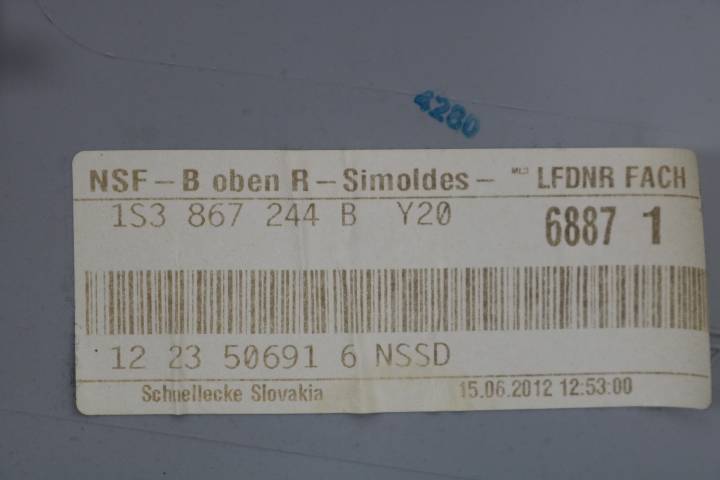 4280
NSF-B oben R-Simoldes- LFDNR FACH
1S3 867 244 B Y20 6887 1
12 23 50691 6 NSSD
Schnellecke Slovakia 15.06.2012 12:53:00